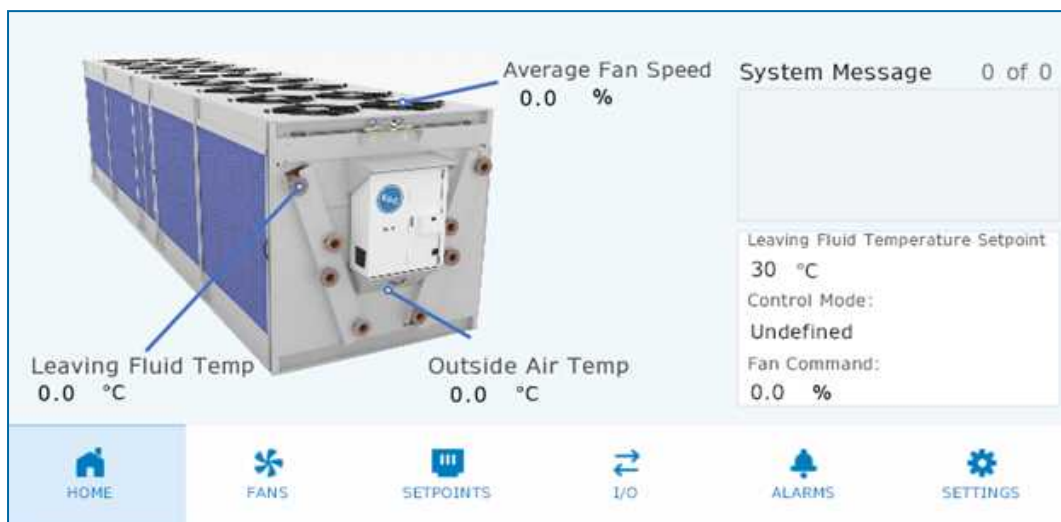 Average Fan Speed
0.0 %
System Message 0 of 0
Leaving Fluid Temperature Setpoint
30 °C
Control Mode:
Undefined
Fan Command:
0.0 %
Leaving Fluid Temp
0.0 °C
Outside Air Temp
0.0 °C
HOME
FANS
SETPOINTS
I/O
ALARMS
SETTINGS